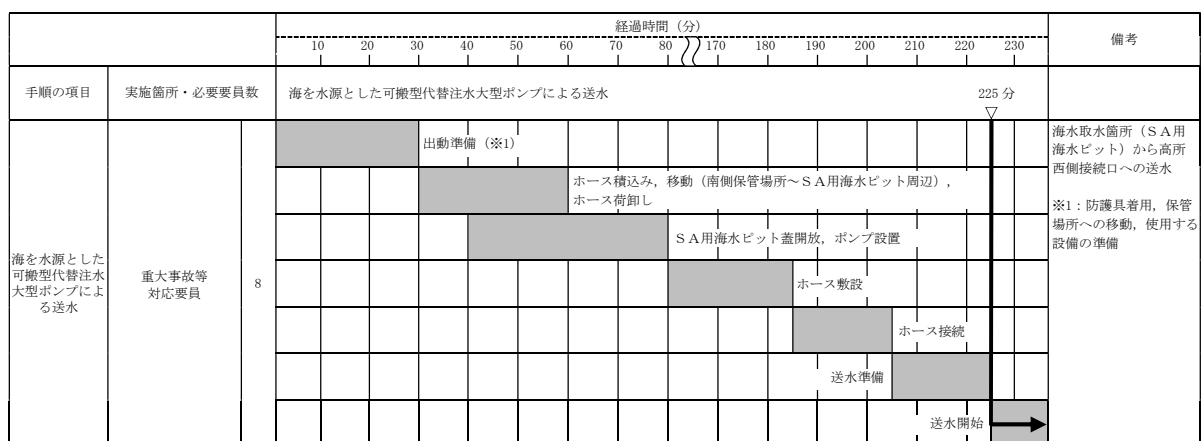 経過時間（分）
備考
10 20 30 40 50 60 70 80 170 180 190 200 210 220 230
手順の項目
実施箇所・必要要員数
海を水源とした可搬型代替注水大型ポンプによる送水
225 分
▽
出動準備（※1）
ホース積込み，移動（南側保管場所～ＳＡ用海水ピット周辺），
ホース荷卸し
ＳＡ用海水ピット蓋開放，ポンプ設置
ホース敷設
ホース接続
送水準備
送水開始
海を水源とした
可搬型代替注水
大型ポンプによ
る送水
重大事故等
対応要員
8
海水取水箇所（ＳＡ用
海水ピット）から高所
西側接続口への送水
※1：防護具着用，保管
場所への移動，使用する
設備の準備